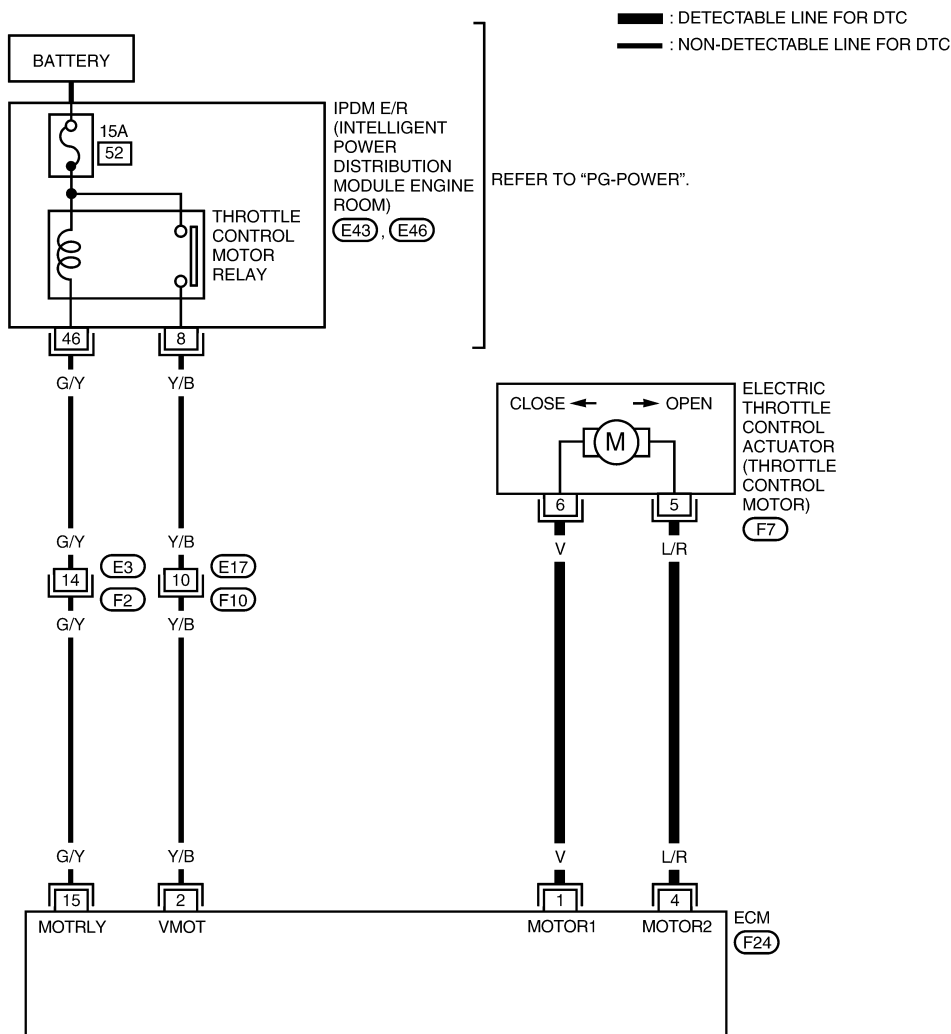 : DETECTABLE LINE FOR DTC
: NON-DETECTABLE LINE FOR DTC
BATTERY
15A
52
IPDM E/R
(INTELLIGENT
POWER
DISTRIBUTION
MODULE ENGINE
ROOM)
E43 , E46
REFER TO “PG-POWER”.
THROTTLE
CONTROL
MOTOR
RELAY
46
8
G/Y
Y/B
CLOSE
OPEN
M
ELECTRIC
THROTTLE
CONTROL
ACTUATOR
(THROTTLE
CONTROL
MOTOR)
F7
6
5
V
L/R
G/Y
Y/B
14
E3
F2
10
E17
F10
G/Y
Y/B
G/Y
Y/B
V
L/R
15
2
1
4
MOTRLY
VMOT
MOTOR1
MOTOR2
ECM
F24